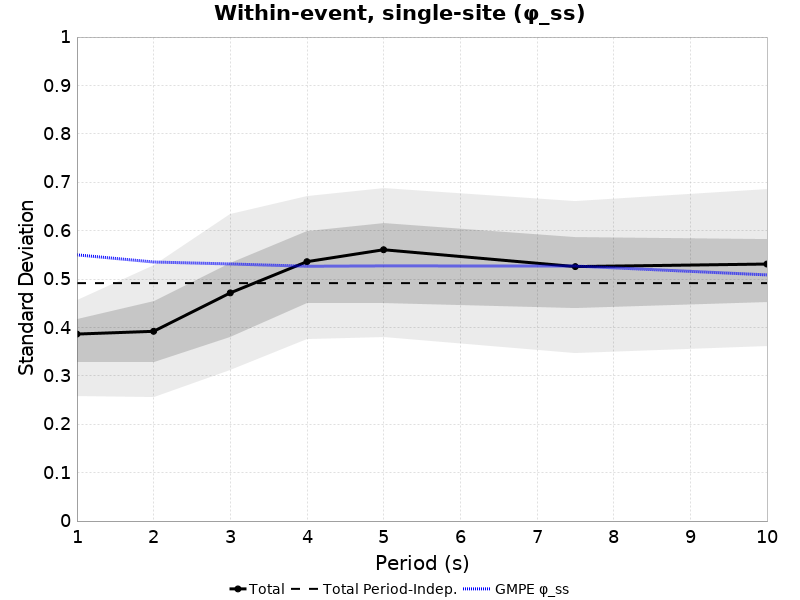 Within-event, single-site (φ_ss)
1
0.9
0.8
0.7
0.6
0.5
0.4
0.3
0.2
0.1
0
Standard Deviation
1 2 3 4 5 6 7 8 9 10
Period (s)
Total Total Period-Indep. GMPE φ_ss